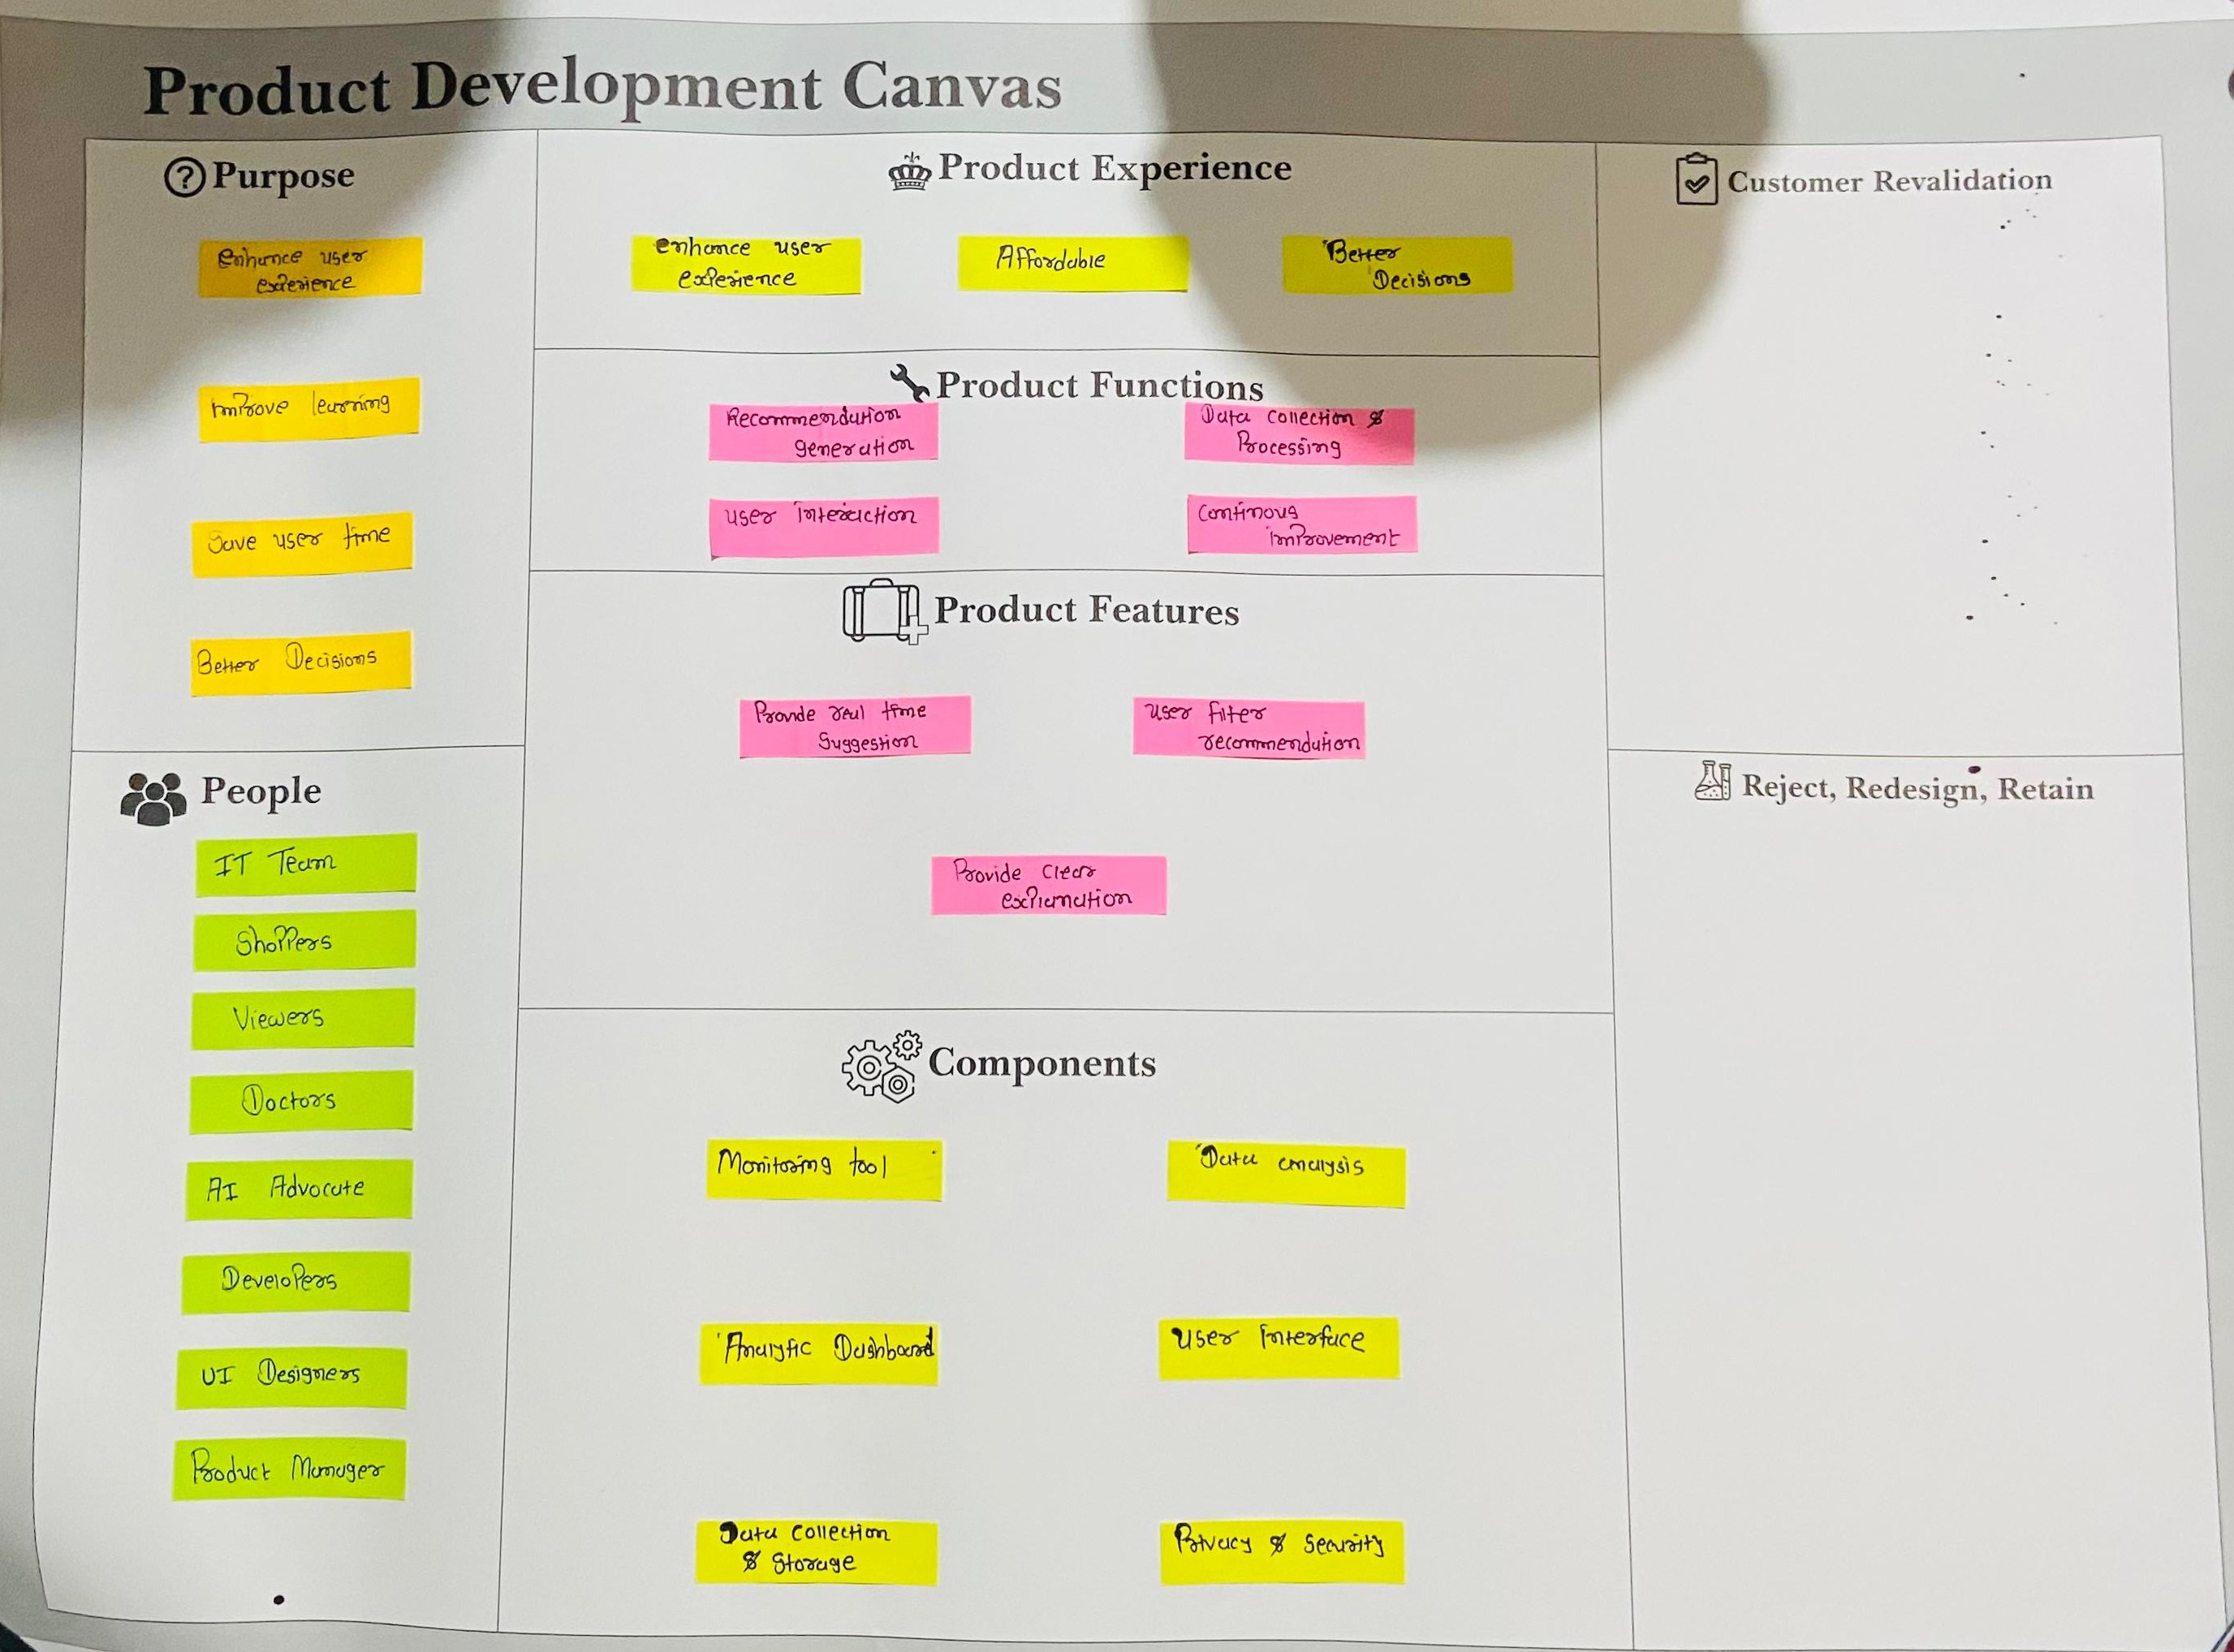 Product Development Canvas
Purpose
Enhance user
experience
Improve learning
Save user time
Better Decisions
People
IT Team
Shoppers
Viewers
Doctors
AI Advocate
Developers
UI Designers
Product Manager
Product Experience
enhance user
experience
Affordable
Better
Decisions
Product Functions
Recommendation
generation
Data collection &
Processing
user interaction
Continous
improvement
Product Features
Provide real time
Suggestion
user filter
recommendation
Provide clear
explanation
Components
Monitoring tool
Data analysis
Analytic Dashboard
User Interface
Data Collection
& Storage
Privacy & Security
Customer Revalidation
Reject, Redesign, Retain